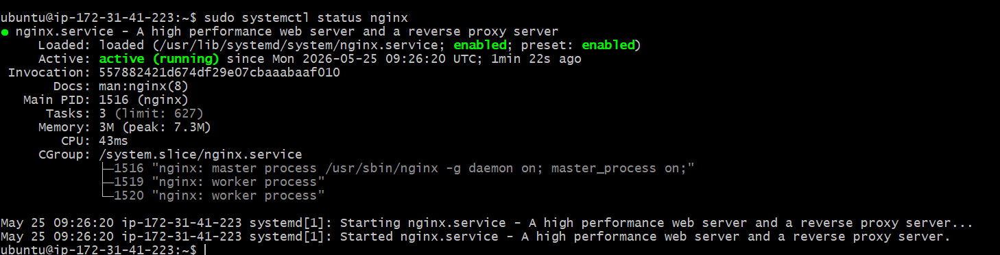 ubuntu@ip-172-31-41-223:~$ sudo systemctl status nginx
● nginx.service - A high performance web server and a reverse proxy server
     Loaded: loaded (/usr/lib/systemd/system/nginx.service; enabled; preset: enabled)
     Active: active (running) since Mon 2026-05-25 09:26:20 UTC; 1min 22s ago
 Invocation: 557882421d674df29e07cbaaabaaf010
       Docs: man:nginx(8)
   Main PID: 1516 (nginx)
      Tasks: 3 (limit: 627)
     Memory: 3M (peak: 7.3M)
        CPU: 43ms
     CGroup: /system.slice/nginx.service
             ├─1516 "nginx: master process /usr/sbin/nginx -g daemon on; master_process on;"
             ├─1519 "nginx: worker process"
             └─1520 "nginx: worker process"

May 25 09:26:20 ip-172-31-41-223 systemd[1]: Starting nginx.service - A high performance web server and a reverse proxy server...
May 25 09:26:20 ip-172-31-41-223 systemd[1]: Started nginx.service - A high performance web server and a reverse proxy server.
ubuntu@ip-172-31-41-223:~$